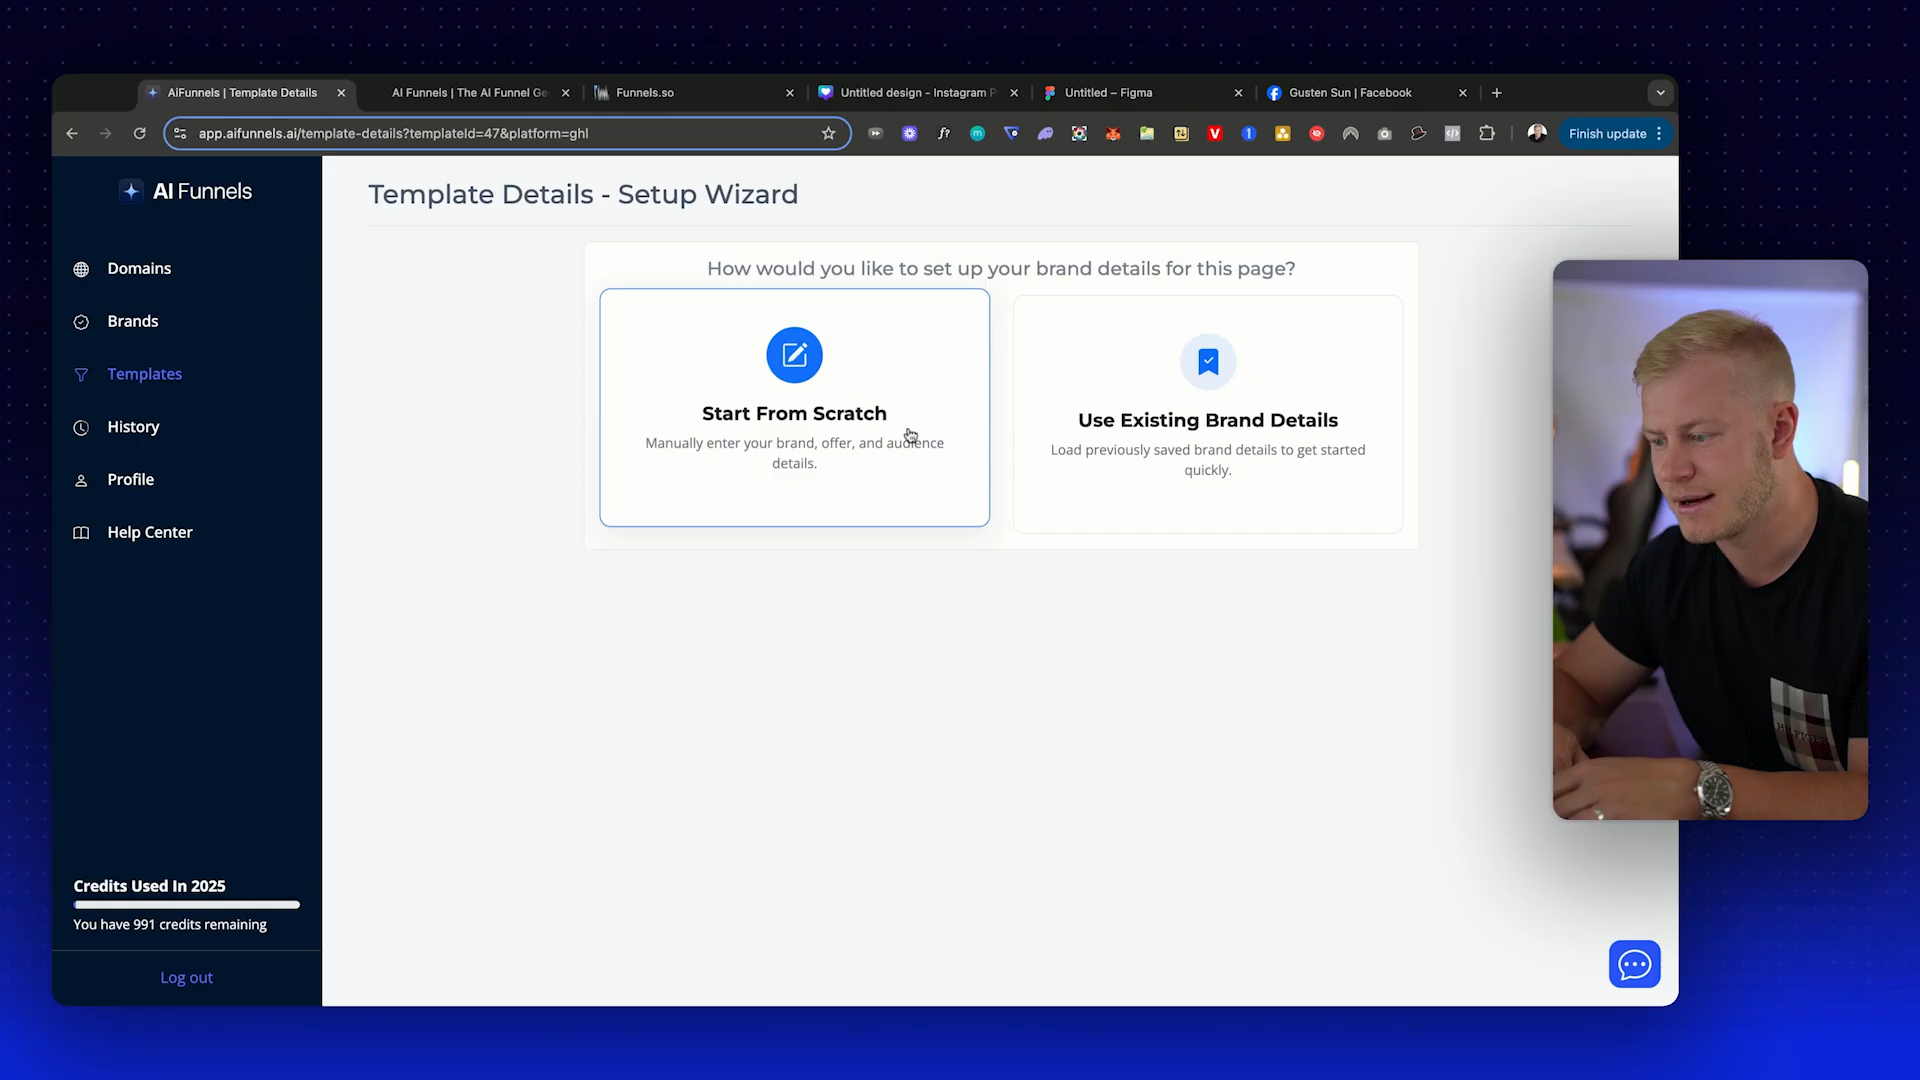 AiFunnels | Template Details
AI Funnels | The AI Funnel Ge
Funnels.so
Untitled design - Instagram P
Untitled – Figma
Gusten Sun | Facebook
app.aifunnels.ai/template-details?templateId=47&platform=ghl
Finish update
AI Funnels
Domains
Brands
Templates
History
Profile
Help Center
Credits Used In 2025
You have 991 credits remaining
Log out
Template Details - Setup Wizard
How would you like to set up your brand details for this page?
Start From Scratch
Manually enter your brand, offer, and audience
details.
Use Existing Brand Details
Load previously saved brand details to get started
quickly.
HILFIGER